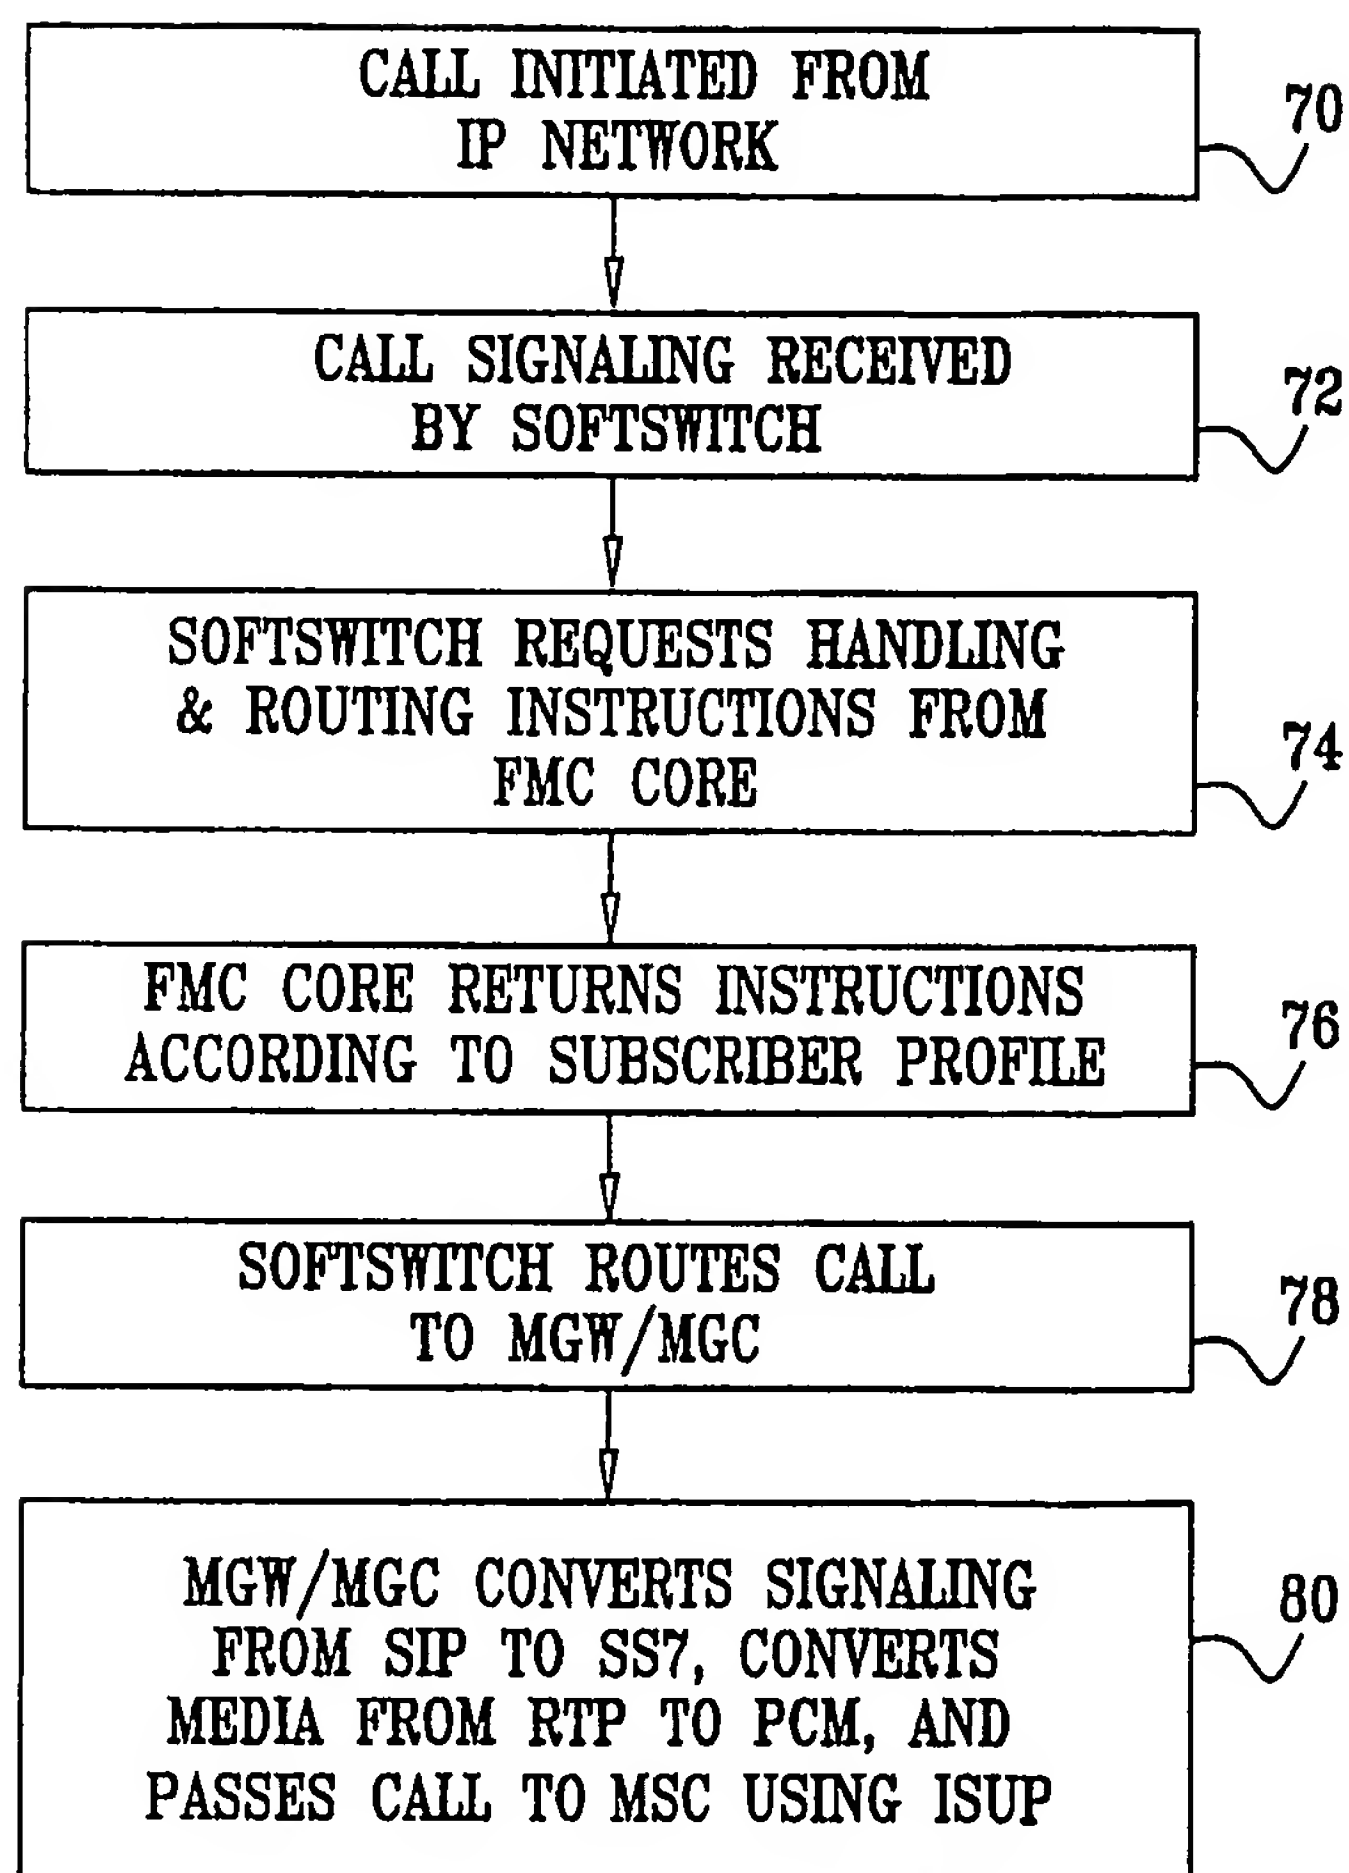 CALL INITIATED FROM
IP NETWORK
70
CALL SIGNALING RECEIVED
BY SOFTSWITCH
72
SOFTSWITCH REQUESTS HANDLING
& ROUTING INSTRUCTIONS FROM
FMC CORE
74
FMC CORE RETURNS INSTRUCTIONS
ACCORDING TO SUBSCRIBER PROFILE
76
SOFTSWITCH ROUTES CALL
TO MGW/MGC
78
MGW/MGC CONVERTS SIGNALING
FROM SIP TO SS7, CONVERTS
MEDIA FROM RTP TO PCM, AND
PASSES CALL TO MSC USING ISUP
80